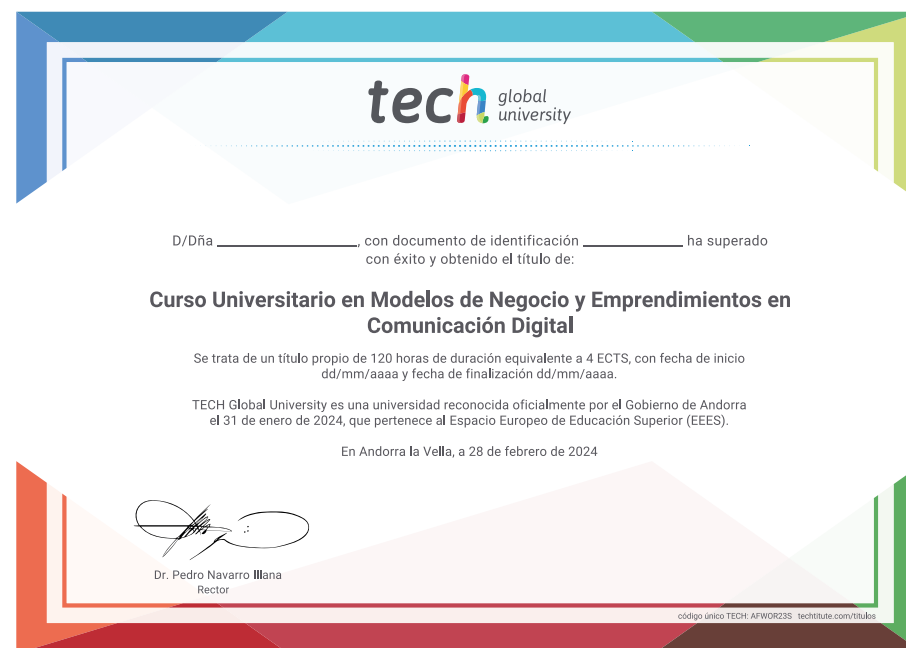 tech global university
D/Dña ____________________, con documento de identificación ______________ ha superado
con éxito y obtenido el título de:
Curso Universitario en Modelos de Negocio y Emprendimientos en
Comunicación Digital
Se trata de un título propio de 120 horas de duración equivalente a 4 ECTS, con fecha de inicio
dd/mm/aaaa y fecha de finalización dd/mm/aaaa.
TECH Global University es una universidad reconocida oficialmente por el Gobierno de Andorra
el 31 de enero de 2024, que pertenece al Espacio Europeo de Educación Superior (EEES).
En Andorra la Vella, a 28 de febrero de 2024
Dr. Pedro Navarro Illana
Rector
código único TECH: AFWOR23S techtitute.com/titulos